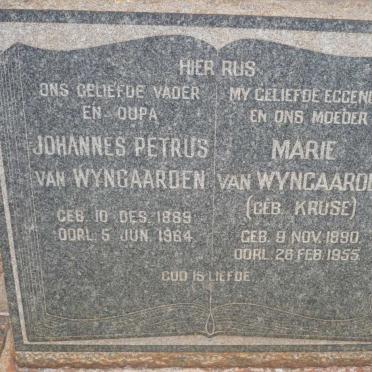 HIER RUS
ONS GELIEFDE VADER
EN OUPA
JOHANNES PETRUS
VAN WYNGAARDEN
GEB. 10 DES. 1889
OORL. 5 JUN. 1964
MY GELIEFDE EGGENO
EN ONS MOEDER
MARIE
VAN WYNGAARDE
(GEB. KRUSE)
GEB. 9 NOV. 1890
OORL. 26 FEB. 1955
GOD IS LIEFDE